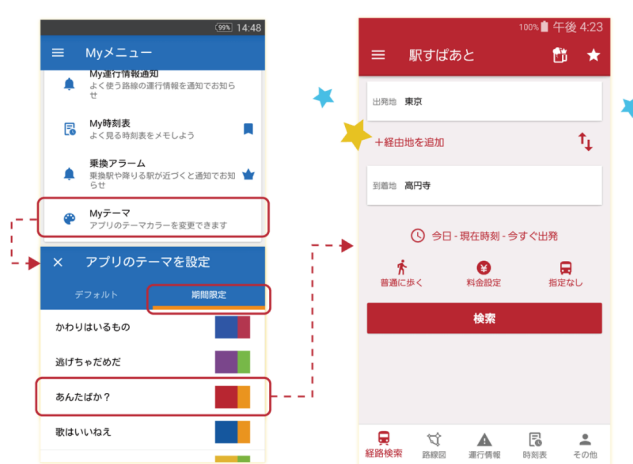 99% 14:48
Myメニュー
My運行情報通知
よく使う路線の運行情報を通知でお知ら
せ
My時刻表
よく見る時刻表をメモしよう
乗換アラーム
乗換駅や降りる駅が近づくと通知でお知
らせ
Myテーマ
アプリのテーマカラーを変更できます
× アプリのテーマを設定
デフォルト 期間限定
かわりはいるもの
逃げちゃだめだ
あんたばか？
歌はいいねえ
100% 午後 4:23
駅すぱあと
出発地 東京
＋経由地を追加
到着地 高円寺
今日 - 現在時刻 - 今すぐ出発
普通に歩く 料金設定 指定なし
検索
経路検索 路線図 運行情報 時刻表 その他